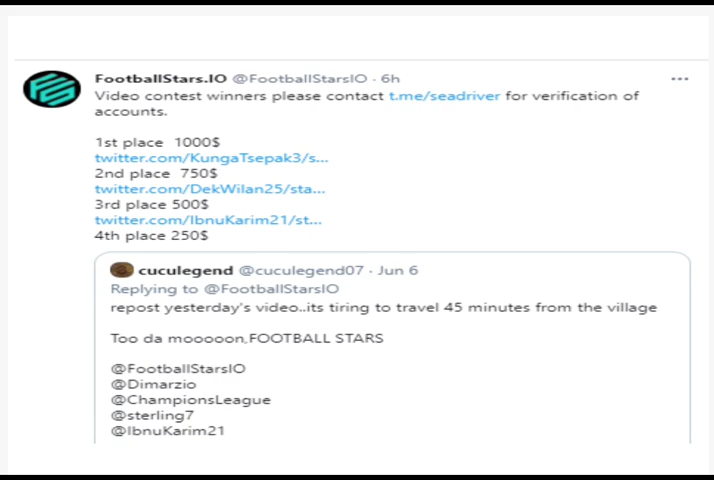 FootballStars.IO @FootballStarsIO · 6h
Video contest winners please contact t.me/seadriver for verification of
accounts.
1st place 1000$
twitter.com/KungaTsepak3/s...
2nd place 750$
twitter.com/DekWilan25/sta...
3rd place 500$
twitter.com/IbnuKarim21/st...
4th place 250$
cuculegend @cuculegend07 · Jun 6
Replying to @FootballStarsIO
repost yesterday's video..its tiring to travel 45 minutes from the village
Too da mooooon,FOOTBALL STARS
@FootballStarsIO
@Dimarzio
@ChampionsLeague
@sterling7
@IbnuKarim21